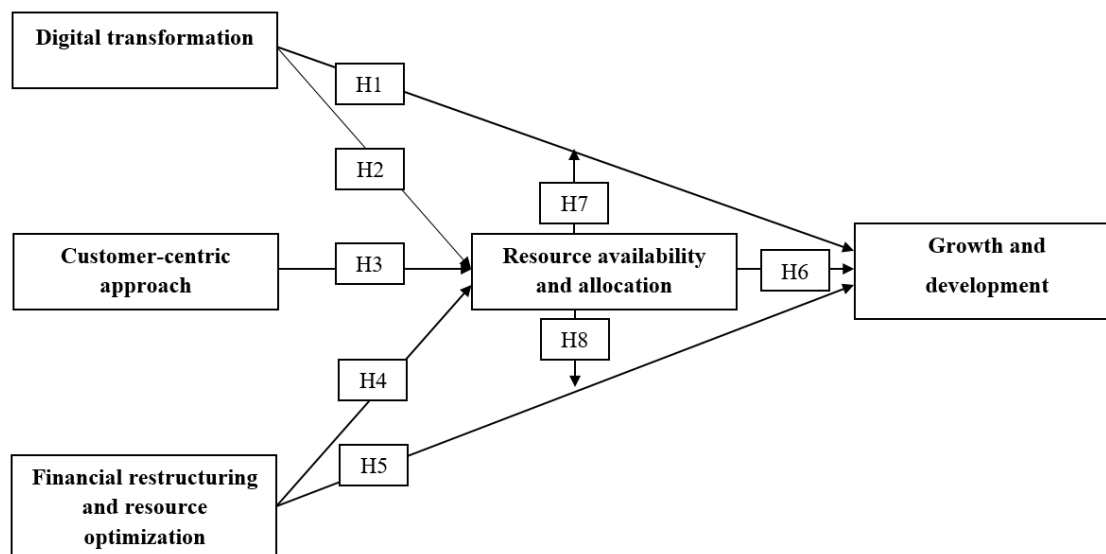 Digital transformation
H1
H2
H7
Customer-centric
approach
H3
Resource availability
and allocation
H6
Growth and
development
H8
H4
H5
Financial restructuring
and resource
optimization